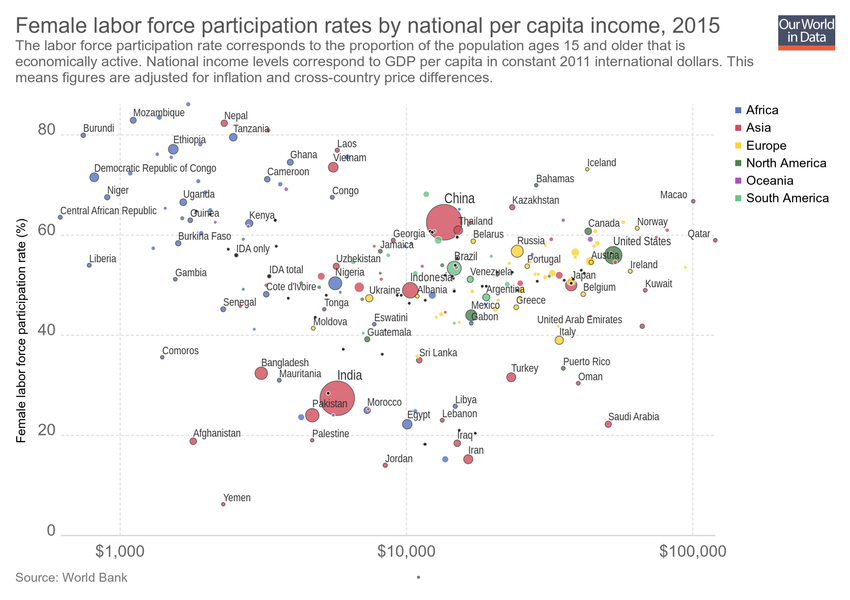 Female labor force participation rates by national per capita income, 2015
Our World
in Data
The labor force participation rate corresponds to the proportion of the population ages 15 and older that is
economically active. National income levels correspond to GDP per capita in constant 2011 international dollars. This
means figures are adjusted for inflation and cross-country price differences.
Africa
Asia
Europe
North America
Oceania
South America
Female labor force participation rate (%)
80
60
40
20
0
Mozambique
Nepal
Burundi
Tanzania
Ethiopia
Laos
Ghana
Vietnam
Iceland
Democratic Republic of Congo
Cameroon
Bahamas
Niger
Uganda
Congo
China
Kazakhstan
Macao
Central African Republic
Guinea
Kenya
Thailand
Canada
Norway
Burkina Faso
Georgia
Belarus
Qatar
IDA only
Jamaica
Russia
United States
Liberia
Uzbekistan
Brazil
Portugal
Austria
Ireland
Gambia
IDA total
Nigeria
Indonesia
Venezuela
Japan
Cote d'Ivoire
Ukraine
Albania
Argentina
Belgium
Kuwait
Senegal
Tonga
Mexico
Greece
Moldova
Eswatini
Gabon
United Arab Emirates
Guatemala
Italy
Comoros
Sri Lanka
Bangladesh
Mauritania
India
Turkey
Puerto Rico
Oman
Pakistan
Morocco
Libya
Egypt
Lebanon
Saudi Arabia
Afghanistan
Palestine
Iraq
Jordan
Iran
Yemen
$1,000
$10,000
$100,000
Source: World Bank